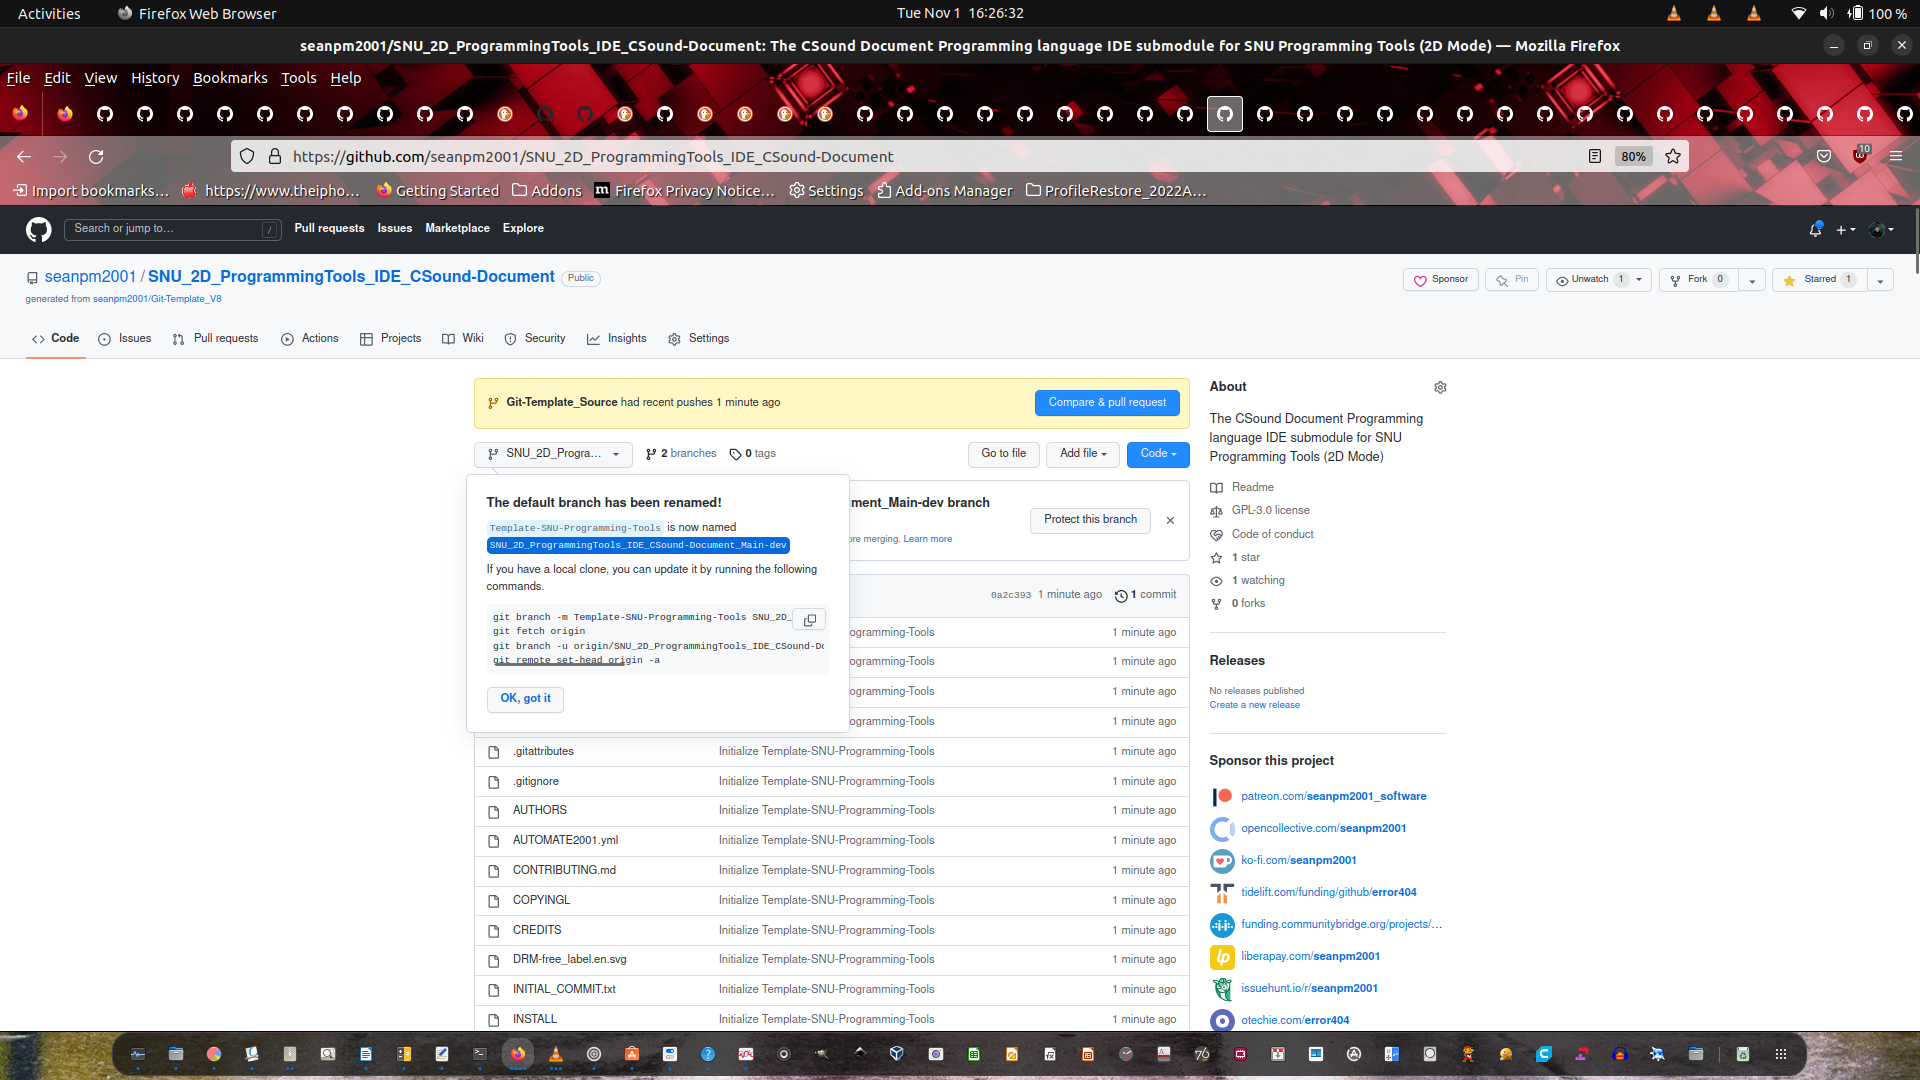 Activities
Firefox Web Browser
Tue Nov 1 16:26:32
100 %
seanpm2001/SNU_2D_ProgrammingTools_IDE_CSound-Document: The CSound Document Programming language IDE submodule for SNU Programming Tools (2D Mode) — Mozilla Firefox
File Edit View History Bookmarks Tools Help
https://github.com/seanpm2001/SNU_2D_ProgrammingTools_IDE_CSound-Document
80%
10
Import bookmarks...
https://www.theipho...
Getting Started
Addons
Firefox Privacy Notice...
Settings
Add-ons Manager
ProfileRestore_2022A...
Search or jump to...
/
Pull requests Issues Marketplace Explore
seanpm2001 / SNU_2D_ProgrammingTools_IDE_CSound-Document
Public
generated from seanpm2001/Git-Template_V8
Sponsor
Pin
Unwatch 1
Fork 0
Starred 1
Code
Issues
Pull requests
Actions
Projects
Wiki
Security
Insights
Settings
Git-Template_Source had recent pushes 1 minute ago
Compare & pull request
SNU_2D_Progra...
2 branches
0 tags
Go to file
Add file
Code
The default branch has been renamed!
Template-SNU-Programming-Tools is now named
SNU_2D_ProgrammingTools_IDE_CSound-Document_Main-dev
If you have a local clone, you can update it by running the following
commands.
git branch -m Template-SNU-Programming-Tools SNU_2D_
git fetch origin
git branch -u origin/SNU_2D_ProgrammingTools_IDE_CSound-Do
git remote set-head origin -a
OK, got it
ment_Main-dev branch
ore merging. Learn more
Protect this branch
0a2c393 1 minute ago
1 commit
ogramming-Tools 1 minute ago
ogramming-Tools 1 minute ago
ogramming-Tools 1 minute ago
ogramming-Tools 1 minute ago
.gitattributes Initialize Template-SNU-Programming-Tools 1 minute ago
.gitignore Initialize Template-SNU-Programming-Tools 1 minute ago
AUTHORS Initialize Template-SNU-Programming-Tools 1 minute ago
AUTOMATE2001.yml Initialize Template-SNU-Programming-Tools 1 minute ago
CONTRIBUTING.md Initialize Template-SNU-Programming-Tools 1 minute ago
COPYINGL Initialize Template-SNU-Programming-Tools 1 minute ago
CREDITS Initialize Template-SNU-Programming-Tools 1 minute ago
DRM-free_label.en.svg Initialize Template-SNU-Programming-Tools 1 minute ago
INITIAL_COMMIT.txt Initialize Template-SNU-Programming-Tools 1 minute ago
INSTALL Initialize Template-SNU-Programming-Tools 1 minute ago
About
The CSound Document Programming
language IDE submodule for SNU
Programming Tools (2D Mode)
Readme
GPL-3.0 license
Code of conduct
1 star
1 watching
0 forks
Releases
No releases published
Create a new release
Sponsor this project
patreon.com/seanpm2001_software
opencollective.com/seanpm2001
ko-fi.com/seanpm2001
tidelift.com/funding/github/error404
funding.communitybridge.org/projects/...
lp
liberapay.com/seanpm2001
issuehunt.io/r/seanpm2001
otechie.com/error404
76